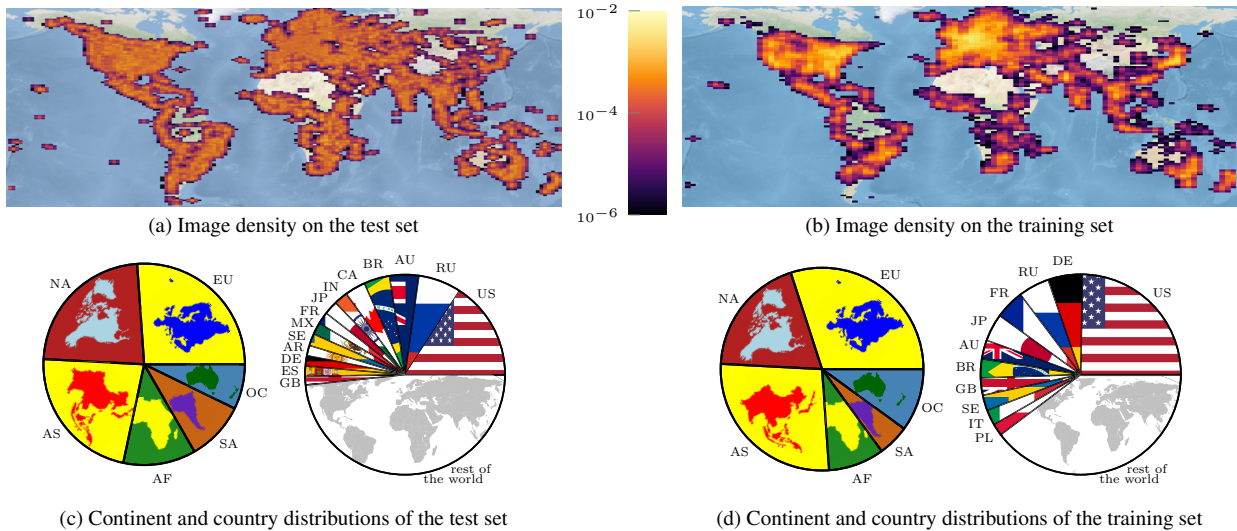 10−2
10−4
10−6
(a) Image density on the test set
(b) Image density on the training set
NA
EU
AS
AF
SA
OC
US
RU
AU
BR
CA
IN
JP
FR
MX
SE
AR
DE
ES
GB
rest of
the world
NA
EU
AS
AF
SA
OC
US
DE
RU
FR
JP
AU
BR
GB
SE
IT
PL
rest of
the world
(c) Continent and country distributions of the test set
(d) Continent and country distributions of the training set